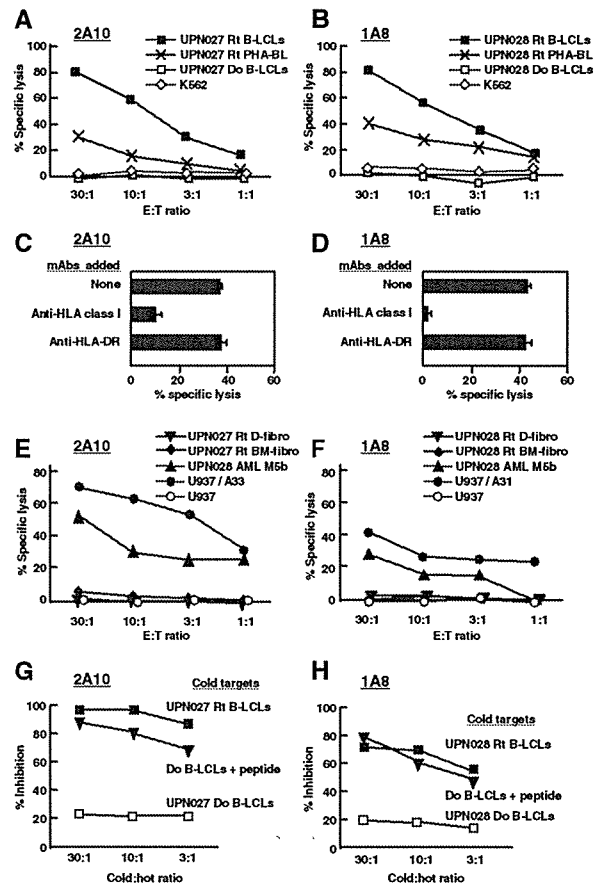 A
2A10
UPN027 Rt B-LCLs
UPN027 Rt PHA-BL
UPN027 Do B-LCLs
K562
% Specific lysis
100
80
60
40
20
0
30:1 10:1 3:1 1:1
E:T ratio
B
1A8
UPN028 Rt B-LCLs
UPN028 Rt PHA-BL
UPN028 Do B-LCLs
K562
% Specific lysis
100
80
60
40
20
0
30:1 10:1 3:1 1:1
E:T ratio
C
2A10
mAbs added
None
Anti-HLA class I
Anti-HLA-DR
0 20 40 60
% specific lysis
D
1A8
mAbs added
None
Anti-HLA class I
Anti-HLA-DR
0 20 40 60
% specific lysis
E
2A10
UPN027 Rt D-fibro
UPN027 Rt BM-fibro
UPN028 AML M5b
U937 / A33
U937
% Specific lysis
80
60
40
20
0
30:1 10:1 3:1 1:1
E:T ratio
F
1A8
UPN028 Rt D-fibro
UPN028 Rt BM-fibro
UPN028 AML M5b
U937 / A31
U937
% Specific lysis
80
60
40
20
0
30:1 10:1 3:1 1:1
E:T ratio
G
2A10
Cold targets
UPN027 Rt B-LCLs
Do B-LCLs + peptide
UPN027 Do B-LCLs
% Inhibition
100
80
60
40
20
0
30:1 10:1 3:1
Cold:hot ratio
H
1A8
Cold targets
UPN028 Rt B-LCLs
Do B-LCLs + peptide
UPN028 Do B-LCLs
% Inhibition
100
80
60
40
20
0
30:1 10:1 3:1
Cold:hot ratio